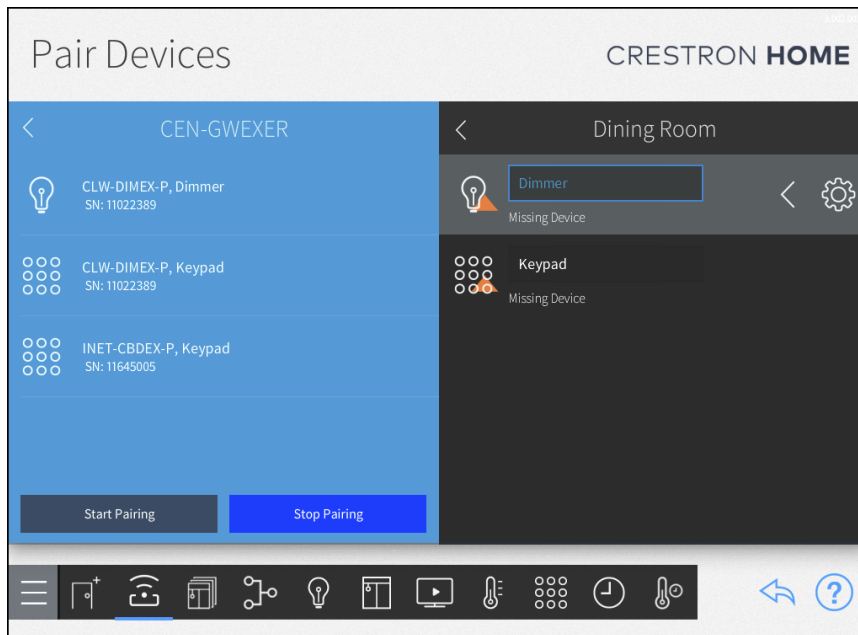 Pair Devices
CRESTRON HOME
CEN-GWEXER
Dining Room
CLW-DIMEX-P, Dimmer
SN: 11022389
Dimmer
Missing Device
CLW-DIMEX-P, Keypad
SN: 11022389
Keypad
Missing Device
INET-CBDEX-P, Keypad
SN: 11645005
Start Pairing
Stop Pairing
?